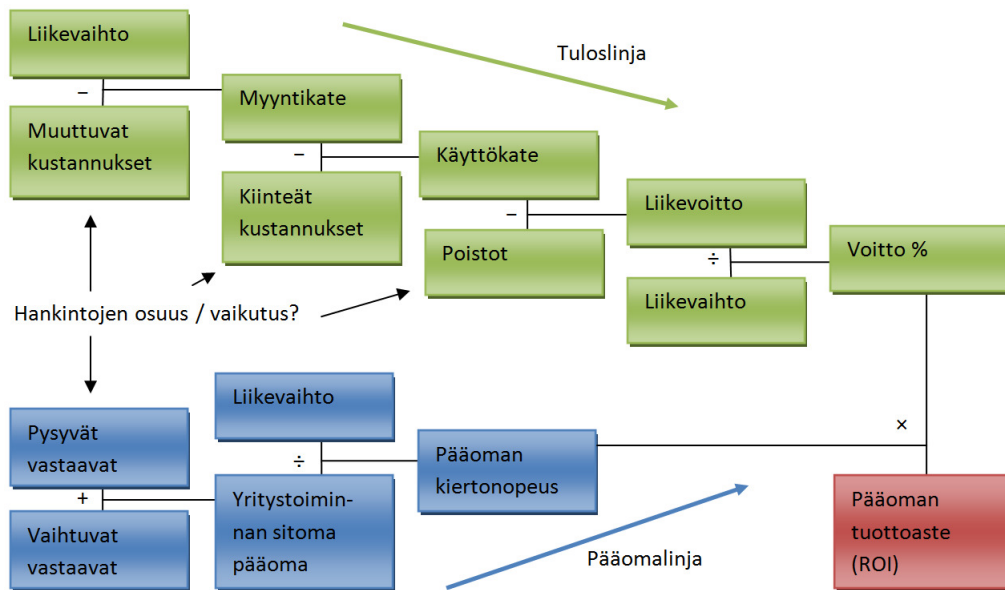 Liikevaihto
–
Muuttuvat
kustannukset
Myyntikate
–
Kiinteät
kustannukset
Tuloslinja
Käyttökate
–
Poistot
Liikevoitto
÷
Liikevaihto
Voitto %
Hankintojen osuus / vaikutus?
Pysyvät
vastaavat
+
Vaihtuvat
vastaavat
Liikevaihto
÷
Yritystoimin-
nan sitoma
pääoma
Pääoman
kiertonopeus
×
Pääomalinja
Pääoman
tuottoaste
(ROI)